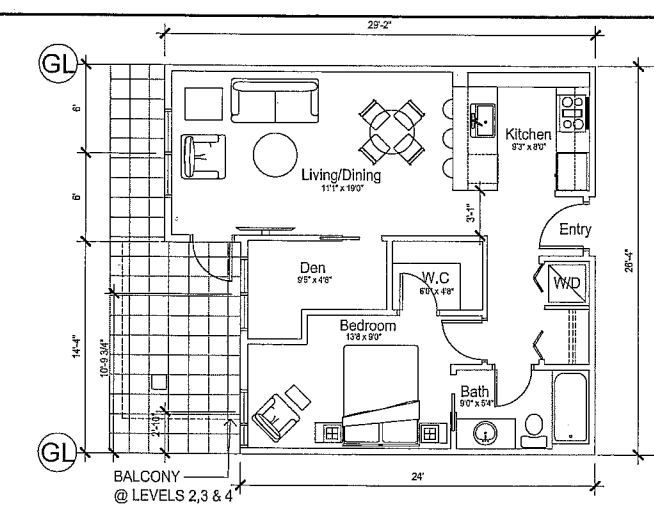 29'-2"
GL
6'
6'
14'-4"
10'-9 3/4"
2'-10"
GL
Kitchen
9'3" x 8'0"
Living/Dining
11'1" x 19'0"
3'-1"
Entry
26'-4"
Den
9'5" x 4'8"
W.C
6'0" x 4'8"
W/D
Bedroom
13'8 x 9'0"
Bath
9'0" x 5'4"
BALCONY
@ LEVELS 2,3 & 4
24'